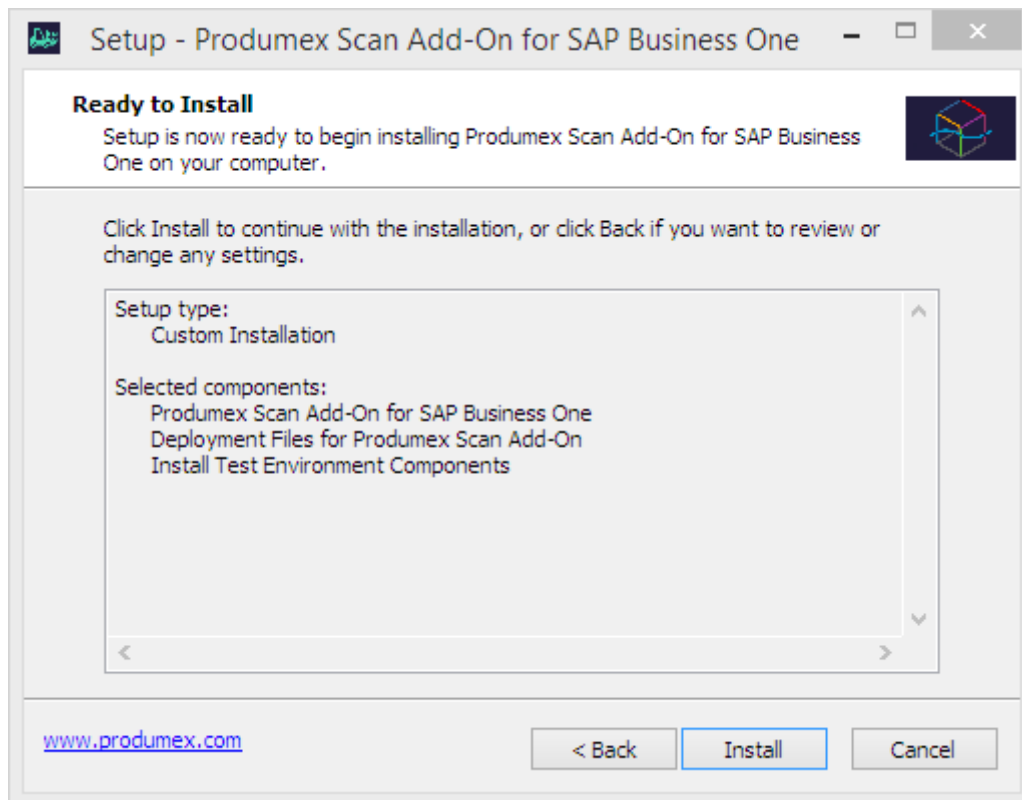 Setup - Produmex Scan Add-On for SAP Business One
Ready to Install
Setup is now ready to begin installing Produmex Scan Add-On for SAP Business
One on your computer.
Click Install to continue with the installation, or click Back if you want to review or
change any settings.
Setup type:
Custom Installation
Selected components:
Produmex Scan Add-On for SAP Business One
Deployment Files for Produmex Scan Add-On
Install Test Environment Components
www.produmex.com
< Back
Install
Cancel